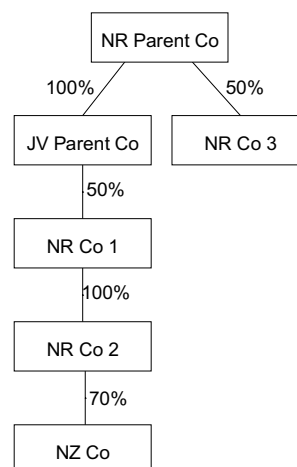 NR Parent Co
100%
50%
JV Parent Co
NR Co 3
50%
NR Co 1
100%
NR Co 2
70%
NZ Co